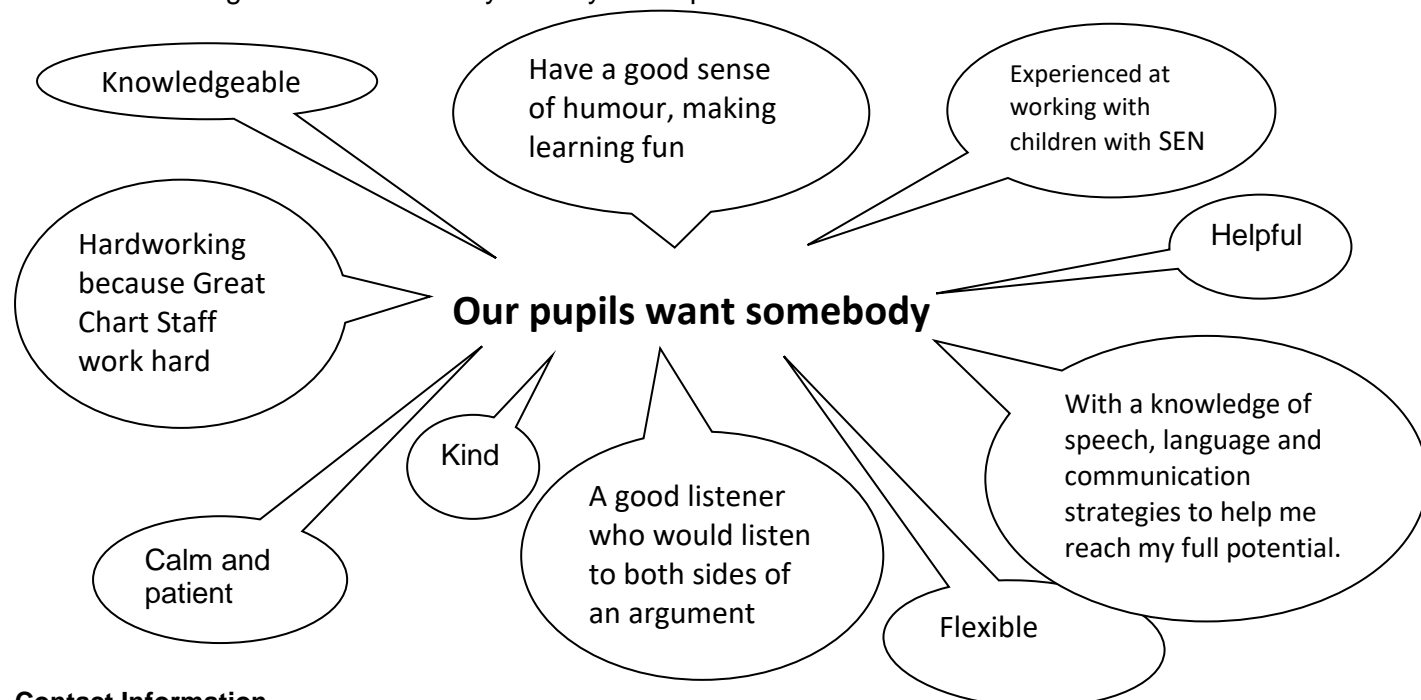 Knowledgeable
Have a good sense
of humour, making
learning fun
Experienced at
working with
children with SEN
Hardworking
because Great
Chart Staff
work hard
Helpful
Our pupils want somebody
With a knowledge of
speech, language and
communication
strategies to help me
reach my full potential.
Kind
A good listener
who would listen
to both sides of
an argument
Calm and
patient
Flexible
Contact Information